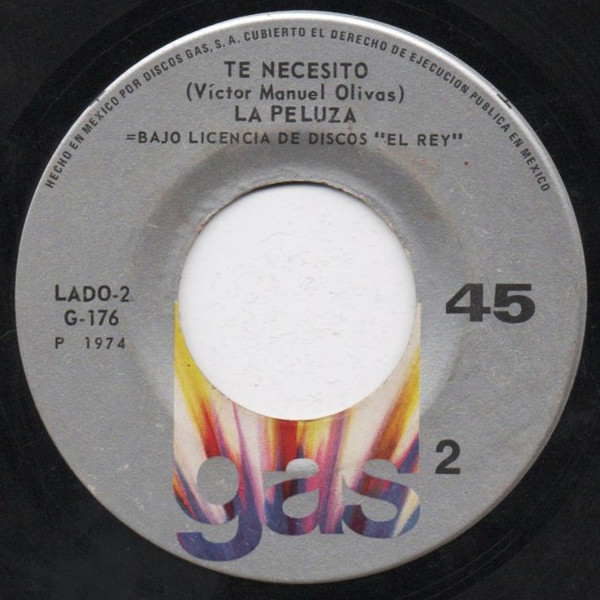 HECHO EN MEXICO POR DISCOS GAS, S. A. CUBIERTO EL DERECHO DE EJECUCION PUBLICA EN MEXICO
TE NECESITO
(Víctor Manuel Olivas)
LA PELUZA
=BAJO LICENCIA DE DISCOS "EL REY"
LADO-2
G-176
P 1974
45
gas
2